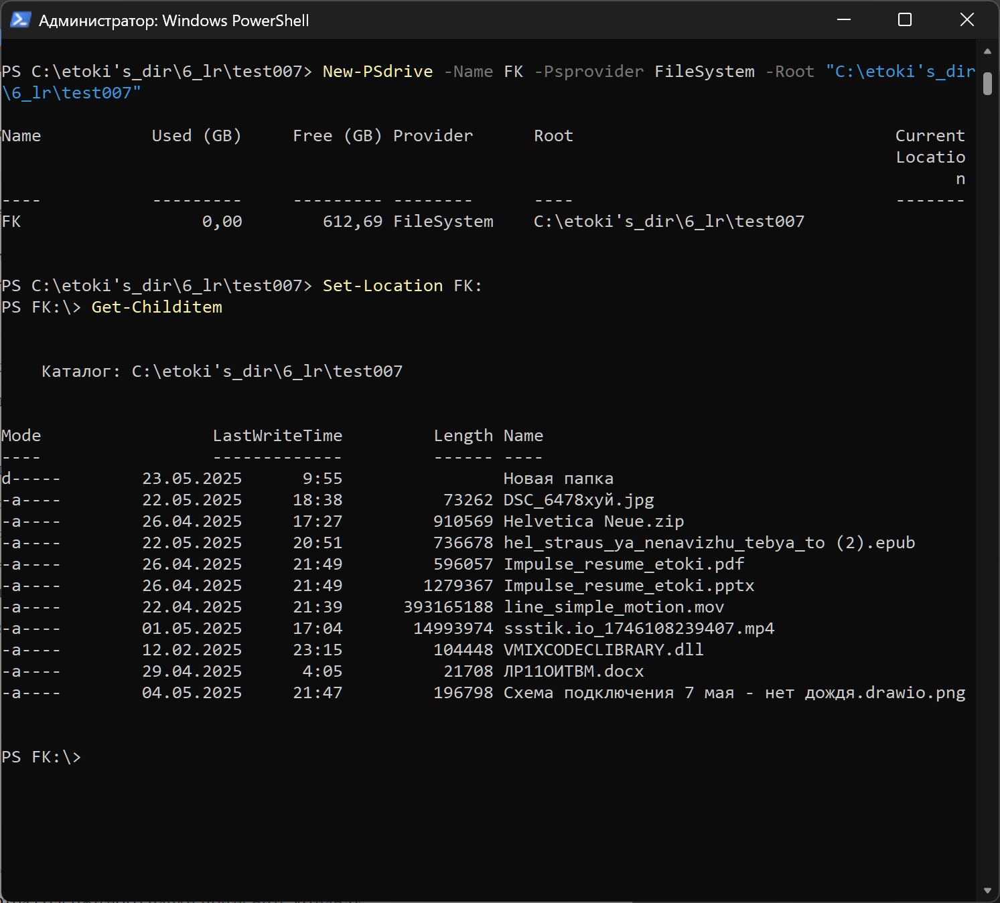 Администратор: Windows PowerShell
PS C:\etoki's_dir\6_lr\test007> New-PSdrive -Name FK -Psprovider FileSystem -Root "C:\etoki's_dir
\6_lr\test007"
Name Used (GB) Free (GB) Provider Root Current
Locatio
n
---- --------- --------- -------- ---- -------
FK 0,00 612,69 FileSystem C:\etoki's_dir\6_lr\test007
PS C:\etoki's_dir\6_lr\test007> Set-Location FK:
PS FK:\> Get-Childitem
Каталог: C:\etoki's_dir\6_lr\test007
Mode LastWriteTime Length Name
---- ------------- ------ ----
d----- 23.05.2025 9:55 Новая папка
-a---- 22.05.2025 18:38 73262 DSC_6478хуй.jpg
-a---- 26.04.2025 17:27 910569 Helvetica Neue.zip
-a---- 22.05.2025 20:51 736678 hel_straus_ya_nenavizhu_tebya_to (2).epub
-a---- 26.04.2025 21:49 596057 Impulse_resume_etoki.pdf
-a---- 26.04.2025 21:49 1279367 Impulse_resume_etoki.pptx
-a---- 22.04.2025 21:39 393165188 line_simple_motion.mov
-a---- 01.05.2025 17:04 14993974 ssstik.io_1746108239407.mp4
-a---- 12.02.2025 23:15 104448 VMIXCODECLIBRARY.dll
-a---- 29.04.2025 4:05 21708 ЛР11ОИТВМ.docx
-a---- 04.05.2025 21:47 196798 Схема подключения 7 мая - нет дождя.drawio.png
PS FK:\>